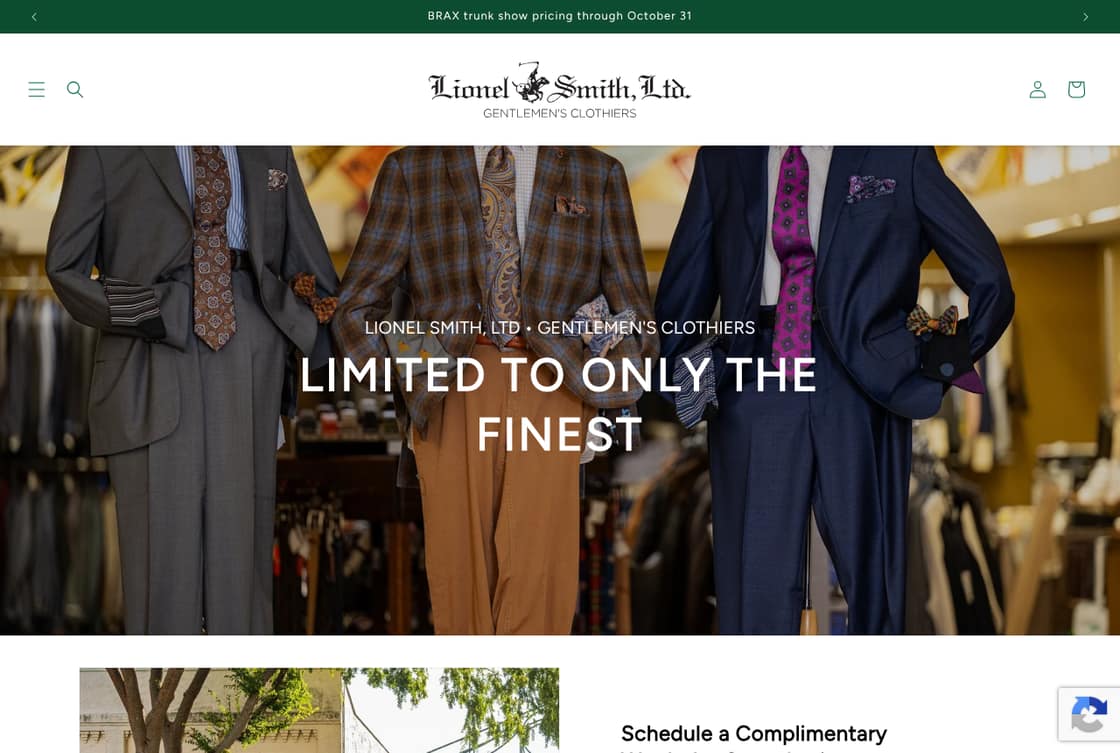 BRAX trunk show pricing through October 31
Lionel Smith, Ltd.
GENTLEMEN'S CLOTHIERS
LIONEL SMITH, LTD • GENTLEMEN'S CLOTHIERS
LIMITED TO ONLY THE
FINEST
Schedule a Complimentary